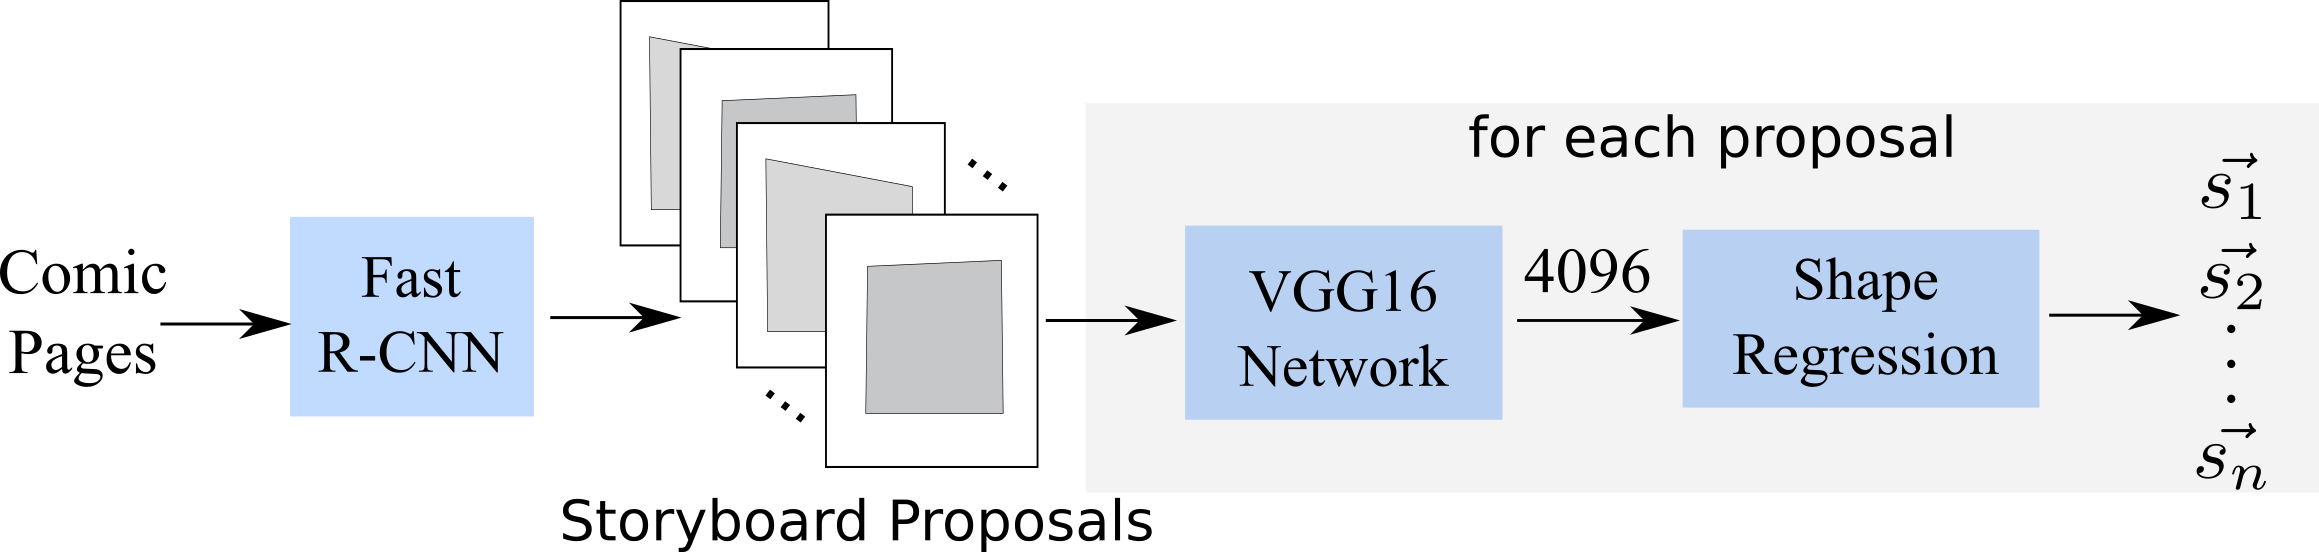 Comic
Pages
Fast
R-CNN
Storyboard Proposals
for each proposal
VGG16
Network
4096
Shape
Regression
$\vec{s_1}$
$\vec{s_2}$
.
.
.
$\vec{s_n}$